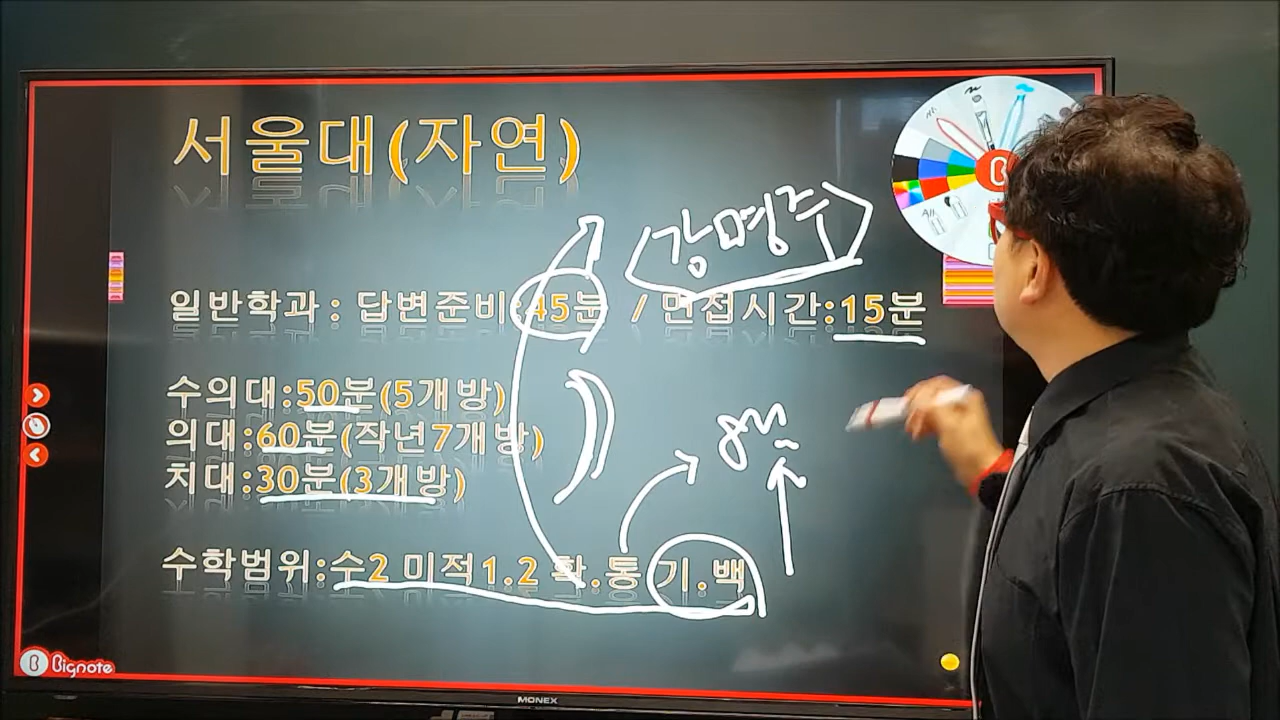 서울대(자연)
강명주
일반학과 : 답변준비:45분 / 면접시간:15분
수의대:50분(5개방)
의대:60분(작년7개방)
치대:30분(3개방)
수학범위:수2 미적1.2 확.통 기.백
Bignote
MONEX